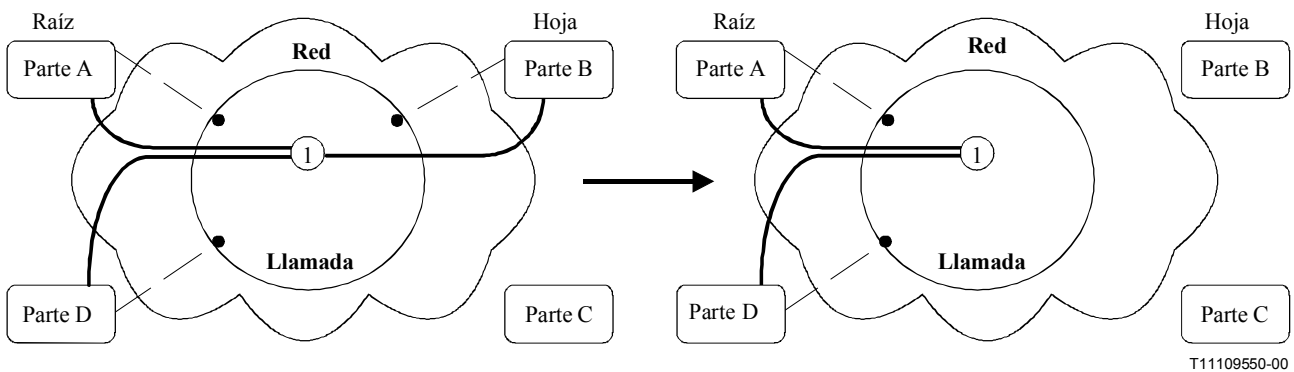 Raíz
Hoja
Parte A
Red
Parte B
1
Llamada
Parte D
Parte C
Raíz
Hoja
Parte A
Red
Parte B
1
Llamada
Parte D
Parte C
T11109550-00